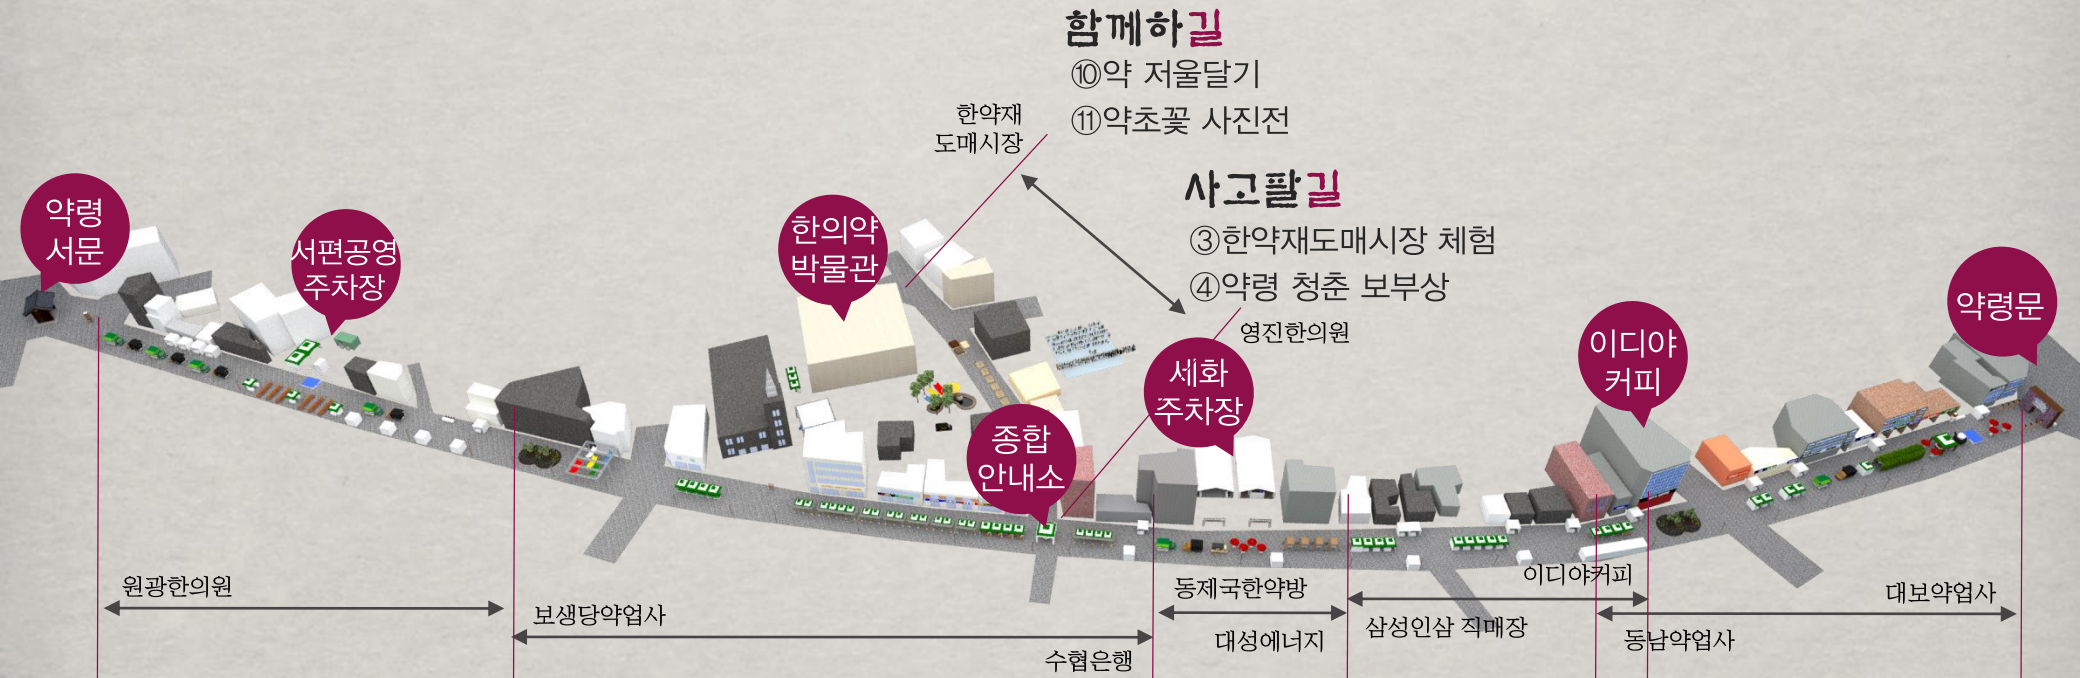 함께하길
⑩약 저울달기
⑪약초꽃 사진전
한약재
도매시장
사고팔길
③한약재도매시장 체험
④약령 청춘 보부상
영진한의원
약령
서문
서편공영
주차장
한의약
박물관
종합
안내소
세화
주차장
이디야
커피
약령문
원광한의원
보생당약업사
수협은행
동제국한약방
대성에너지
삼성인삼 직매장
이디야커피
동남약업사
대보약업사